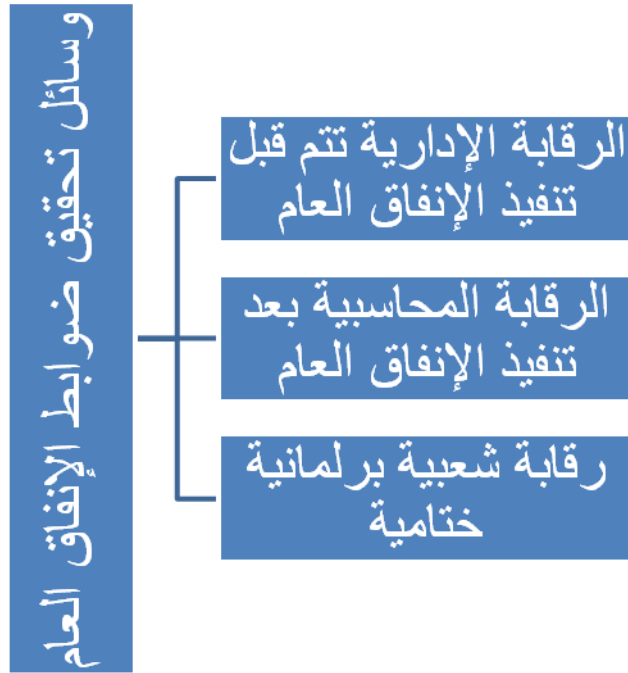 وسائل تحقيق ضوابط الإنفاق العام
الرقابة الإدارية تتم قبل
تنفيذ الإنفاق العام
الرقابة المحاسبية بعد
تنفيذ الإنفاق العام
رقابة شعبية برلمانية
ختامية